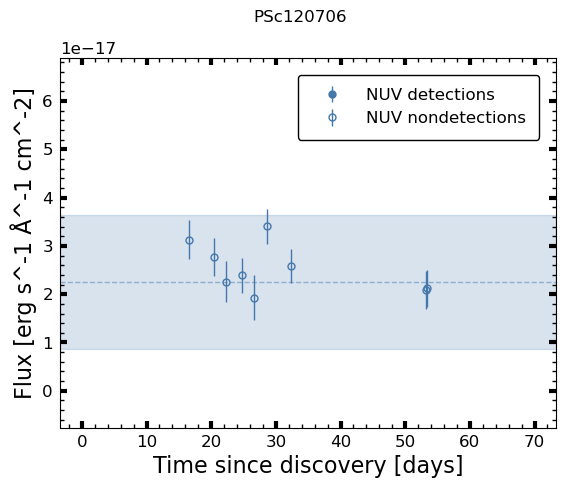 PSc120706
1e−17
NUV detections
NUV nondetections
6
5
4
3
2
1
0
Flux [erg s^-1 Å^-1 cm^-2]
0 10 20 30 40 50 60 70
Time since discovery [days]